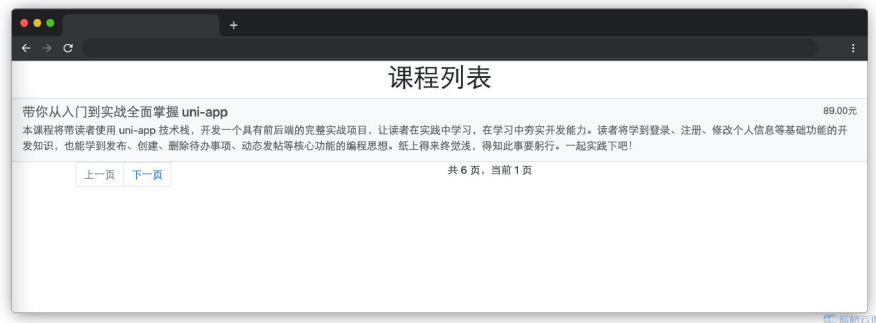 课程列表
带你从入门到实战全面掌握 uni-app
89.00元
本课程将带读者使用 uni-app 技术栈，开发一个具有前后端的完整实战项目，让读者在实践中学习，在学习中夯实开发能力。读者将学到登录、注册、修改个人信息等基础功能的开
发知识，也能学到发布、创建、删除待办事项、动态发帖等核心功能的编程思想。纸上得来终觉浅，得知此事要躬行。一起实践下吧！
上一页 下一页
共 6 页，当前 1 页